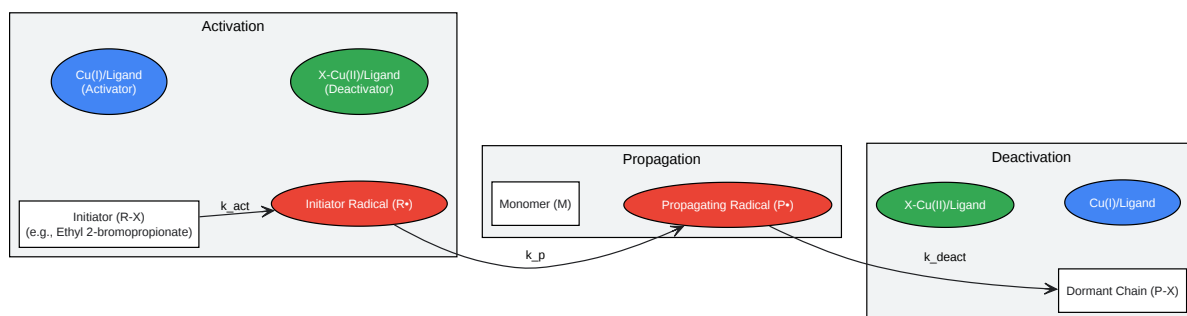 Activation
Cu(I)/Ligand
(Activator)
X-Cu(II)/Ligand
(Deactivator)
Initiator (R-X)
(e.g., Ethyl 2-bromopropionate)
k_act
Initiator Radical (R•)
k_p
Propagation
Monomer (M)
Propagating Radical (P•)
k_deact
Deactivation
X-Cu(II)/Ligand
Cu(I)/Ligand
Dormant Chain (P-X)